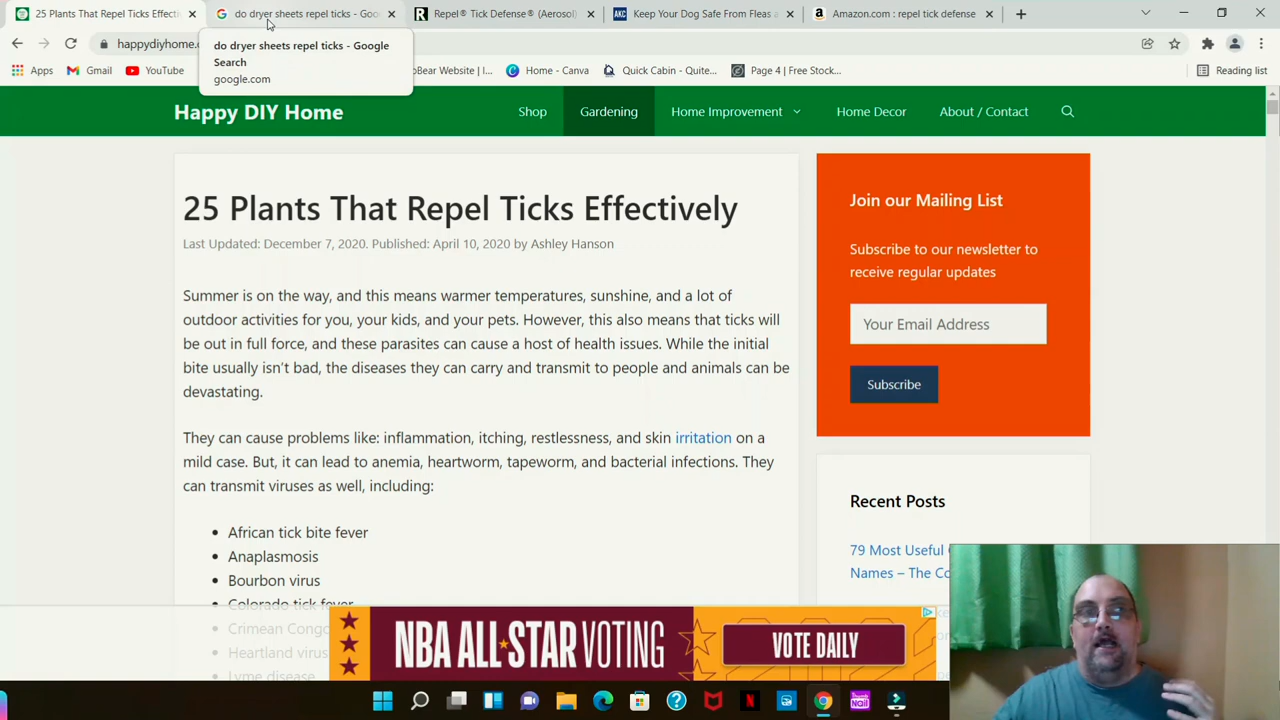 25 Plants That Repel Ticks Effecti
do dryer sheets repel ticks - Goo
Repel® Tick Defense® (Aerosol)
AKC
Keep Your Dog Safe From Fleas a
Amazon.com : repel tick defense
happydiyhome.c
do dryer sheets repel ticks - Google
Search
google.com
Apps
Gmail
YouTube
oBear Website | I...
Home - Canva
Quick Cabin - Quite...
Page 4 | Free Stock...
Reading list
Happy DIY Home
Shop
Gardening
Home Improvement
Home Decor
About / Contact
25 Plants That Repel Ticks Effectively
Last Updated: December 7, 2020. Published: April 10, 2020 by Ashley Hanson
Summer is on the way, and this means warmer temperatures, sunshine, and a lot of
outdoor activities for you, your kids, and your pets. However, this also means that ticks will
be out in full force, and these parasites can cause a host of health issues. While the initial
bite usually isn't bad, the diseases they can carry and transmit to people and animals can be
devastating.
They can cause problems like: inflammation, itching, restlessness, and skin irritation on a
mild case. But, it can lead to anemia, heartworm, tapeworm, and bacterial infections. They
can transmit viruses as well, including:
• African tick bite fever
• Anaplasmosis
• Bourbon virus
• Colorado tick fever
• Crimean Congo
• Heartland virus
• Lyme disease
Join our Mailing List
Subscribe to our newsletter to
receive regular updates
Your Email Address
Subscribe
Recent Posts
79 Most Useful
Names – The Co
NBA ALL★STAR VOTING
VOTE DAILY